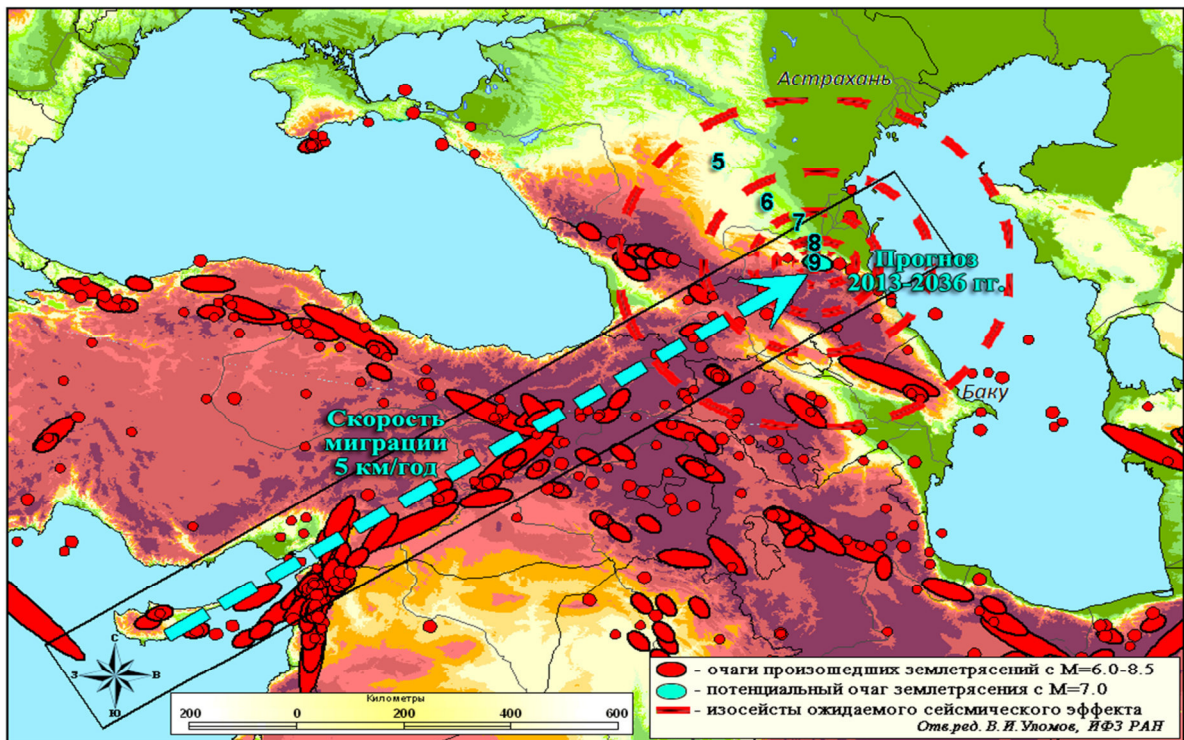 Астрахань
5
6
7
8
9
Прогноз
2013-2036 гг.
Баку
Скорость
миграции
5 км/год
С
З
В
Ю
Километры
200 0 200 400 600
- очаги произошедших землетрясений с М=6.0-8.5
- потенциальный очаг землетрясения с М=7.0
- изосейсты ожидаемого сейсмического эффекта
Отв.ред. В.И.Уломов, ИФЗ РАН